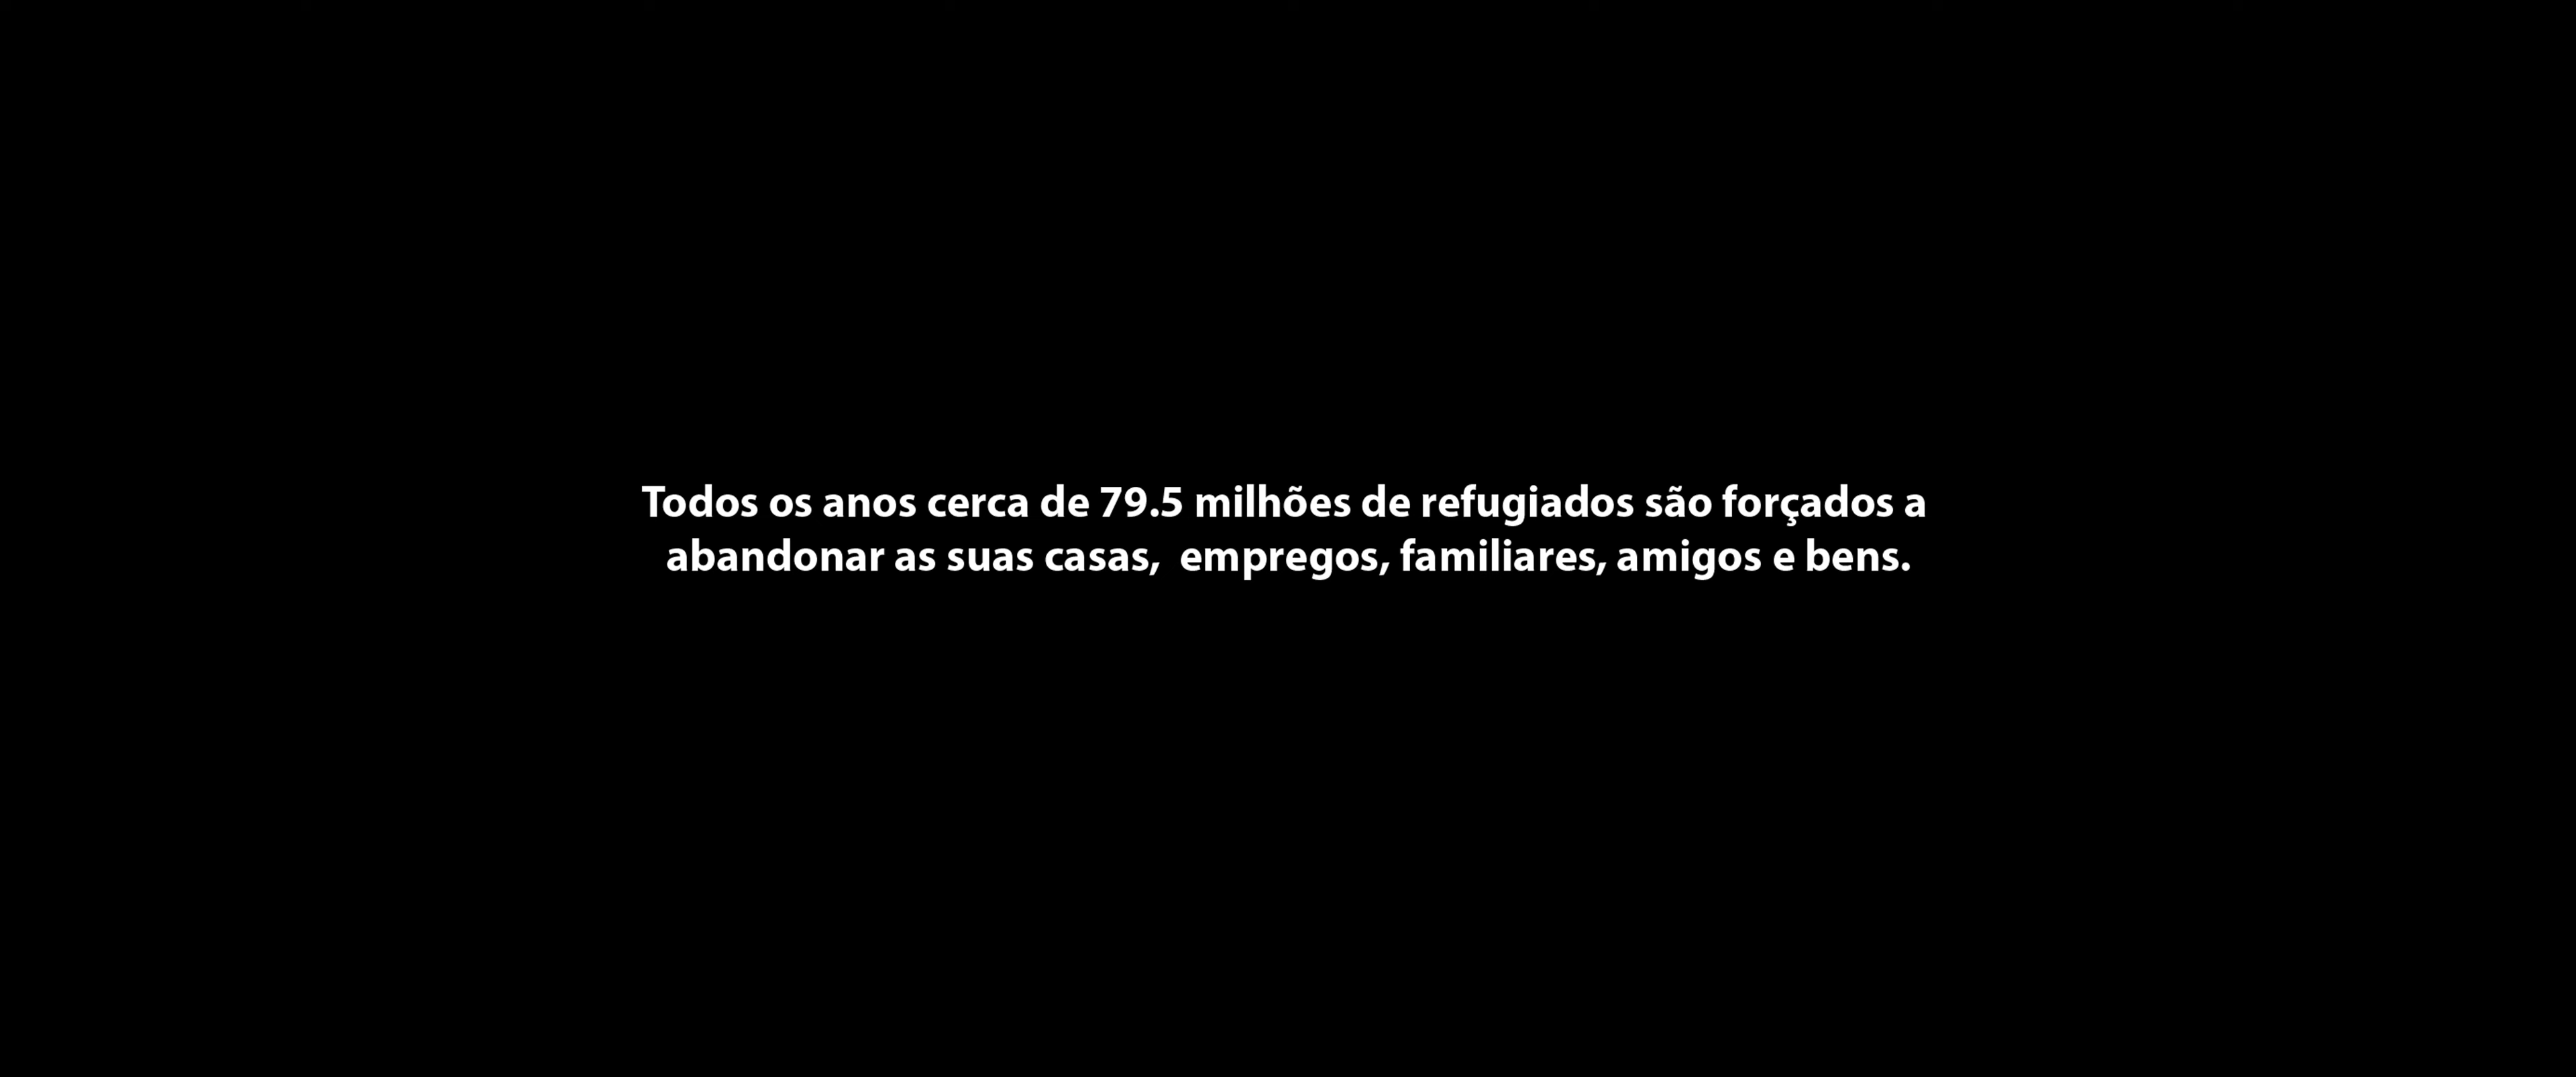 Todos os anos cerca de 79.5 milhões de refugiados são forçados a
abandonar as suas casas,  empregos, familiares, amigos e bens.